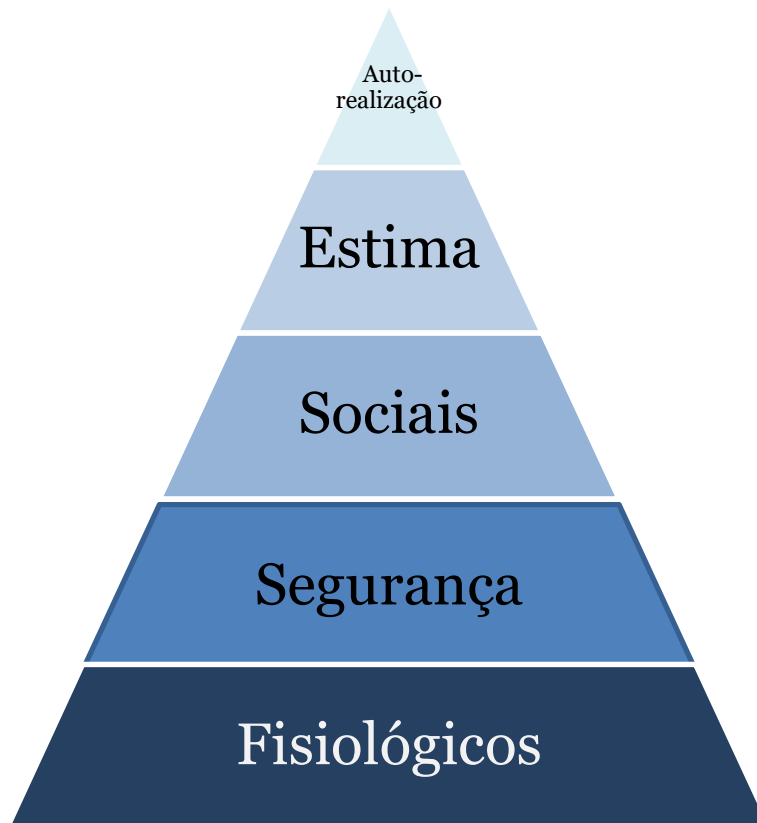 Auto-
realização
Estima
Sociais
Segurança
Fisiológicos